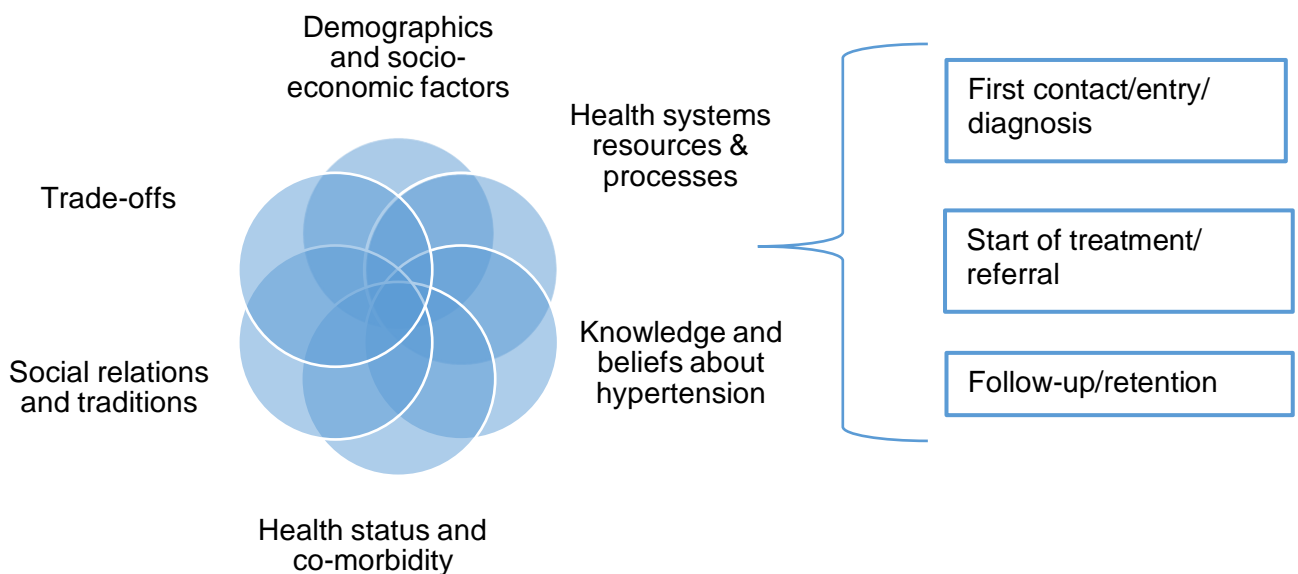 Demographics
and socio-
economic factors
Health systems
resources &
processes
Knowledge and
beliefs about
hypertension
Health status and
co-morbidity
Social relations
and traditions
Trade-offs
First contact/entry/
diagnosis
Start of treatment/
referral
Follow-up/retention